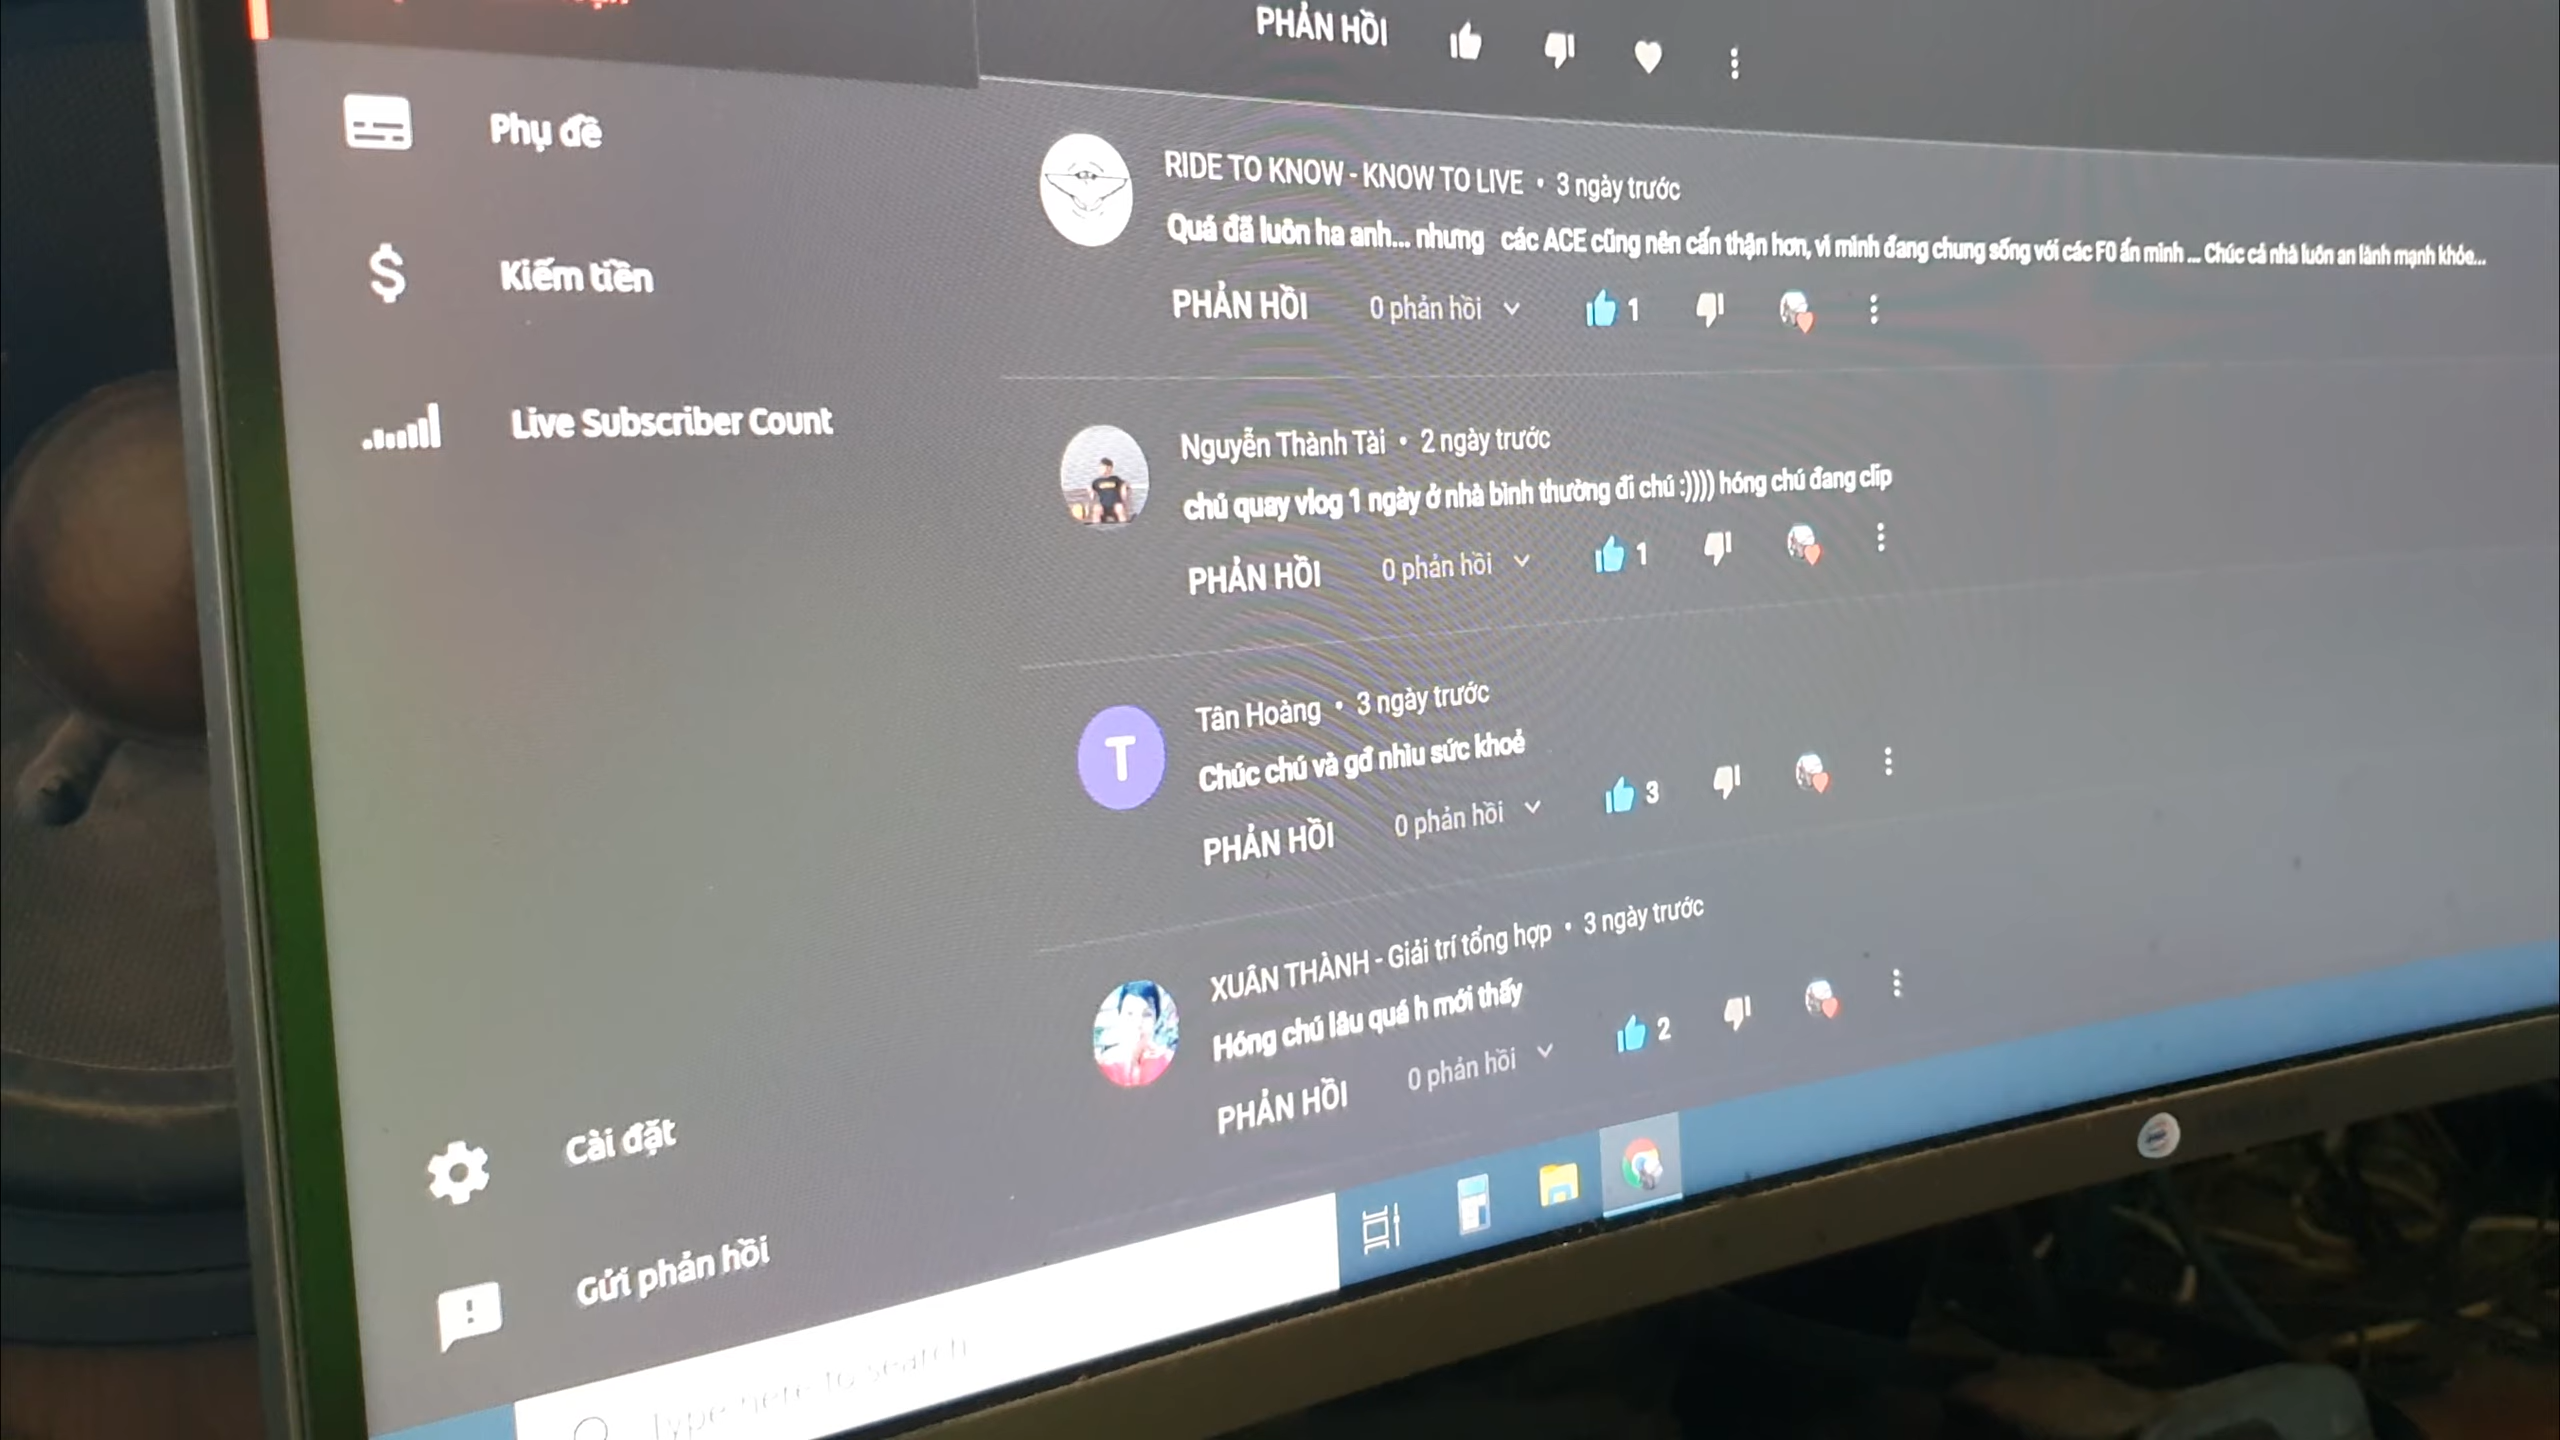 PHẢN HỒI
Phụ đề
Kiếm tiền
Live Subscriber Count
RIDE TO KNOW - KNOW TO LIVE • 3 ngày trước
Quá đã luôn ha anh... nhưng các ACE cũng nên cẩn thận hơn, vì mình đang chung sống với các F0 ẩn mình ... Chúc cả nhà luôn an lành mạnh khỏe...
PHẢN HỒI 0 phản hồi 1
Nguyễn Thành Tài • 2 ngày trước
chú quay vlog 1 ngày ở nhà bình thường đi chú :)))) hóng chú đang clip
PHẢN HỒI 0 phản hồi 1
T
Tân Hoàng • 3 ngày trước
Chúc chú và gđ nhìu sức khoẻ
PHẢN HỒI 0 phản hồi 3
XUÂN THÀNH - Giải trí tổng hợp • 3 ngày trước
Hóng chú lâu quá h mới thấy
PHẢN HỒI 0 phản hồi 2
Cài đặt
Gửi phản hồi
Type here to search